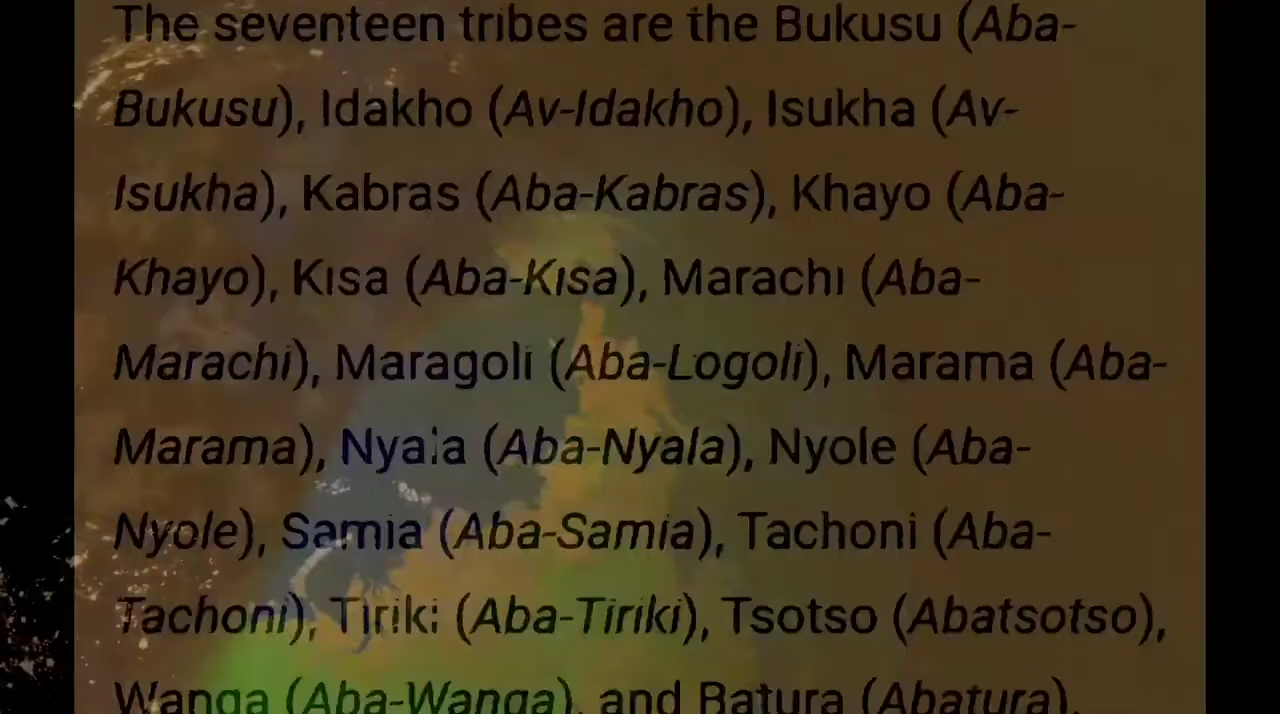 The seventeen tribes are the Bukusu (Aba-
Bukusu), Idakho (Av-Idakho), Isukha (Av-
Isukha), Kabras (Aba-Kabras), Khayo (Aba-
Khayo), Kisa (Aba-Kisa), Marachi (Aba-
Marachi), Maragoli (Aba-Logoli), Marama (Aba-
Marama), Nyala (Aba-Nyala), Nyole (Aba-
Nyole), Samia (Aba-Samia), Tachoni (Aba-
Tachoni), Tiriki (Aba-Tiriki), Tsotso (Abatsotso),
Wanga (Aba-Wanga), and Batura (Abatura).